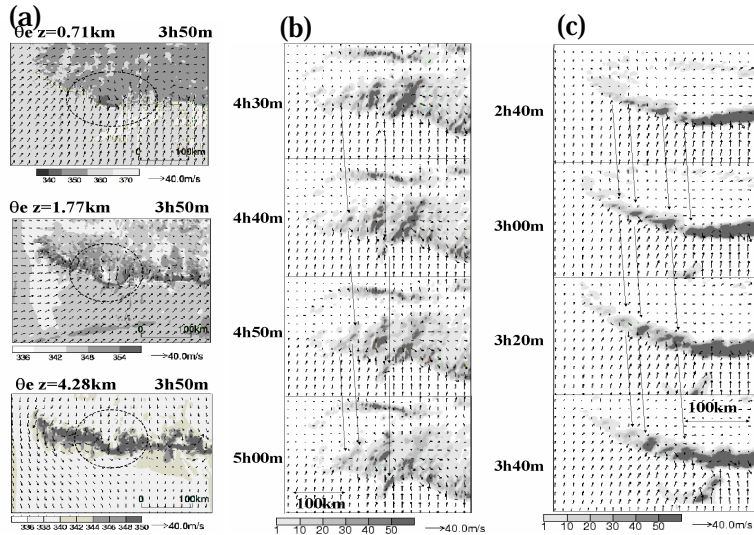 (a)
θe z=0.71km 3h50m
0
100km
340 350 360 370 →40.0m/s
θe z=1.77km 3h50m
0
00km
336 342 348 354 →40.0m/s
θe z=4.28km 3h50m
0
100km
336 338 340 342 344 346 348 350 →40.0m/s
(b)
4h30m
4h40m
4h50m
5h00m
100km
1 10 20 30 40 50 →40.0m/s
(c)
2h40m
3h00m
3h20m
100km
3h40m
1 10 20 30 40 50 →40.0m/s